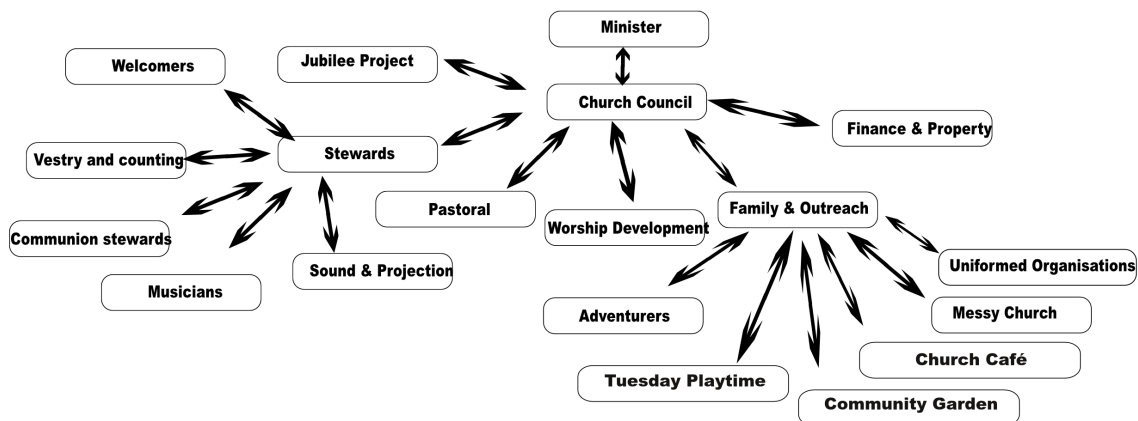 Minister
Welcomers
Jubilee Project
Church Council
Finance & Property
Vestry and counting
Stewards
Pastoral
Family & Outreach
Worship Development
Communion stewards
Sound & Projection
Uniformed Organisations
Musicians
Adventurers
Messy Church
Church Café
Tuesday Playtime
Community Garden